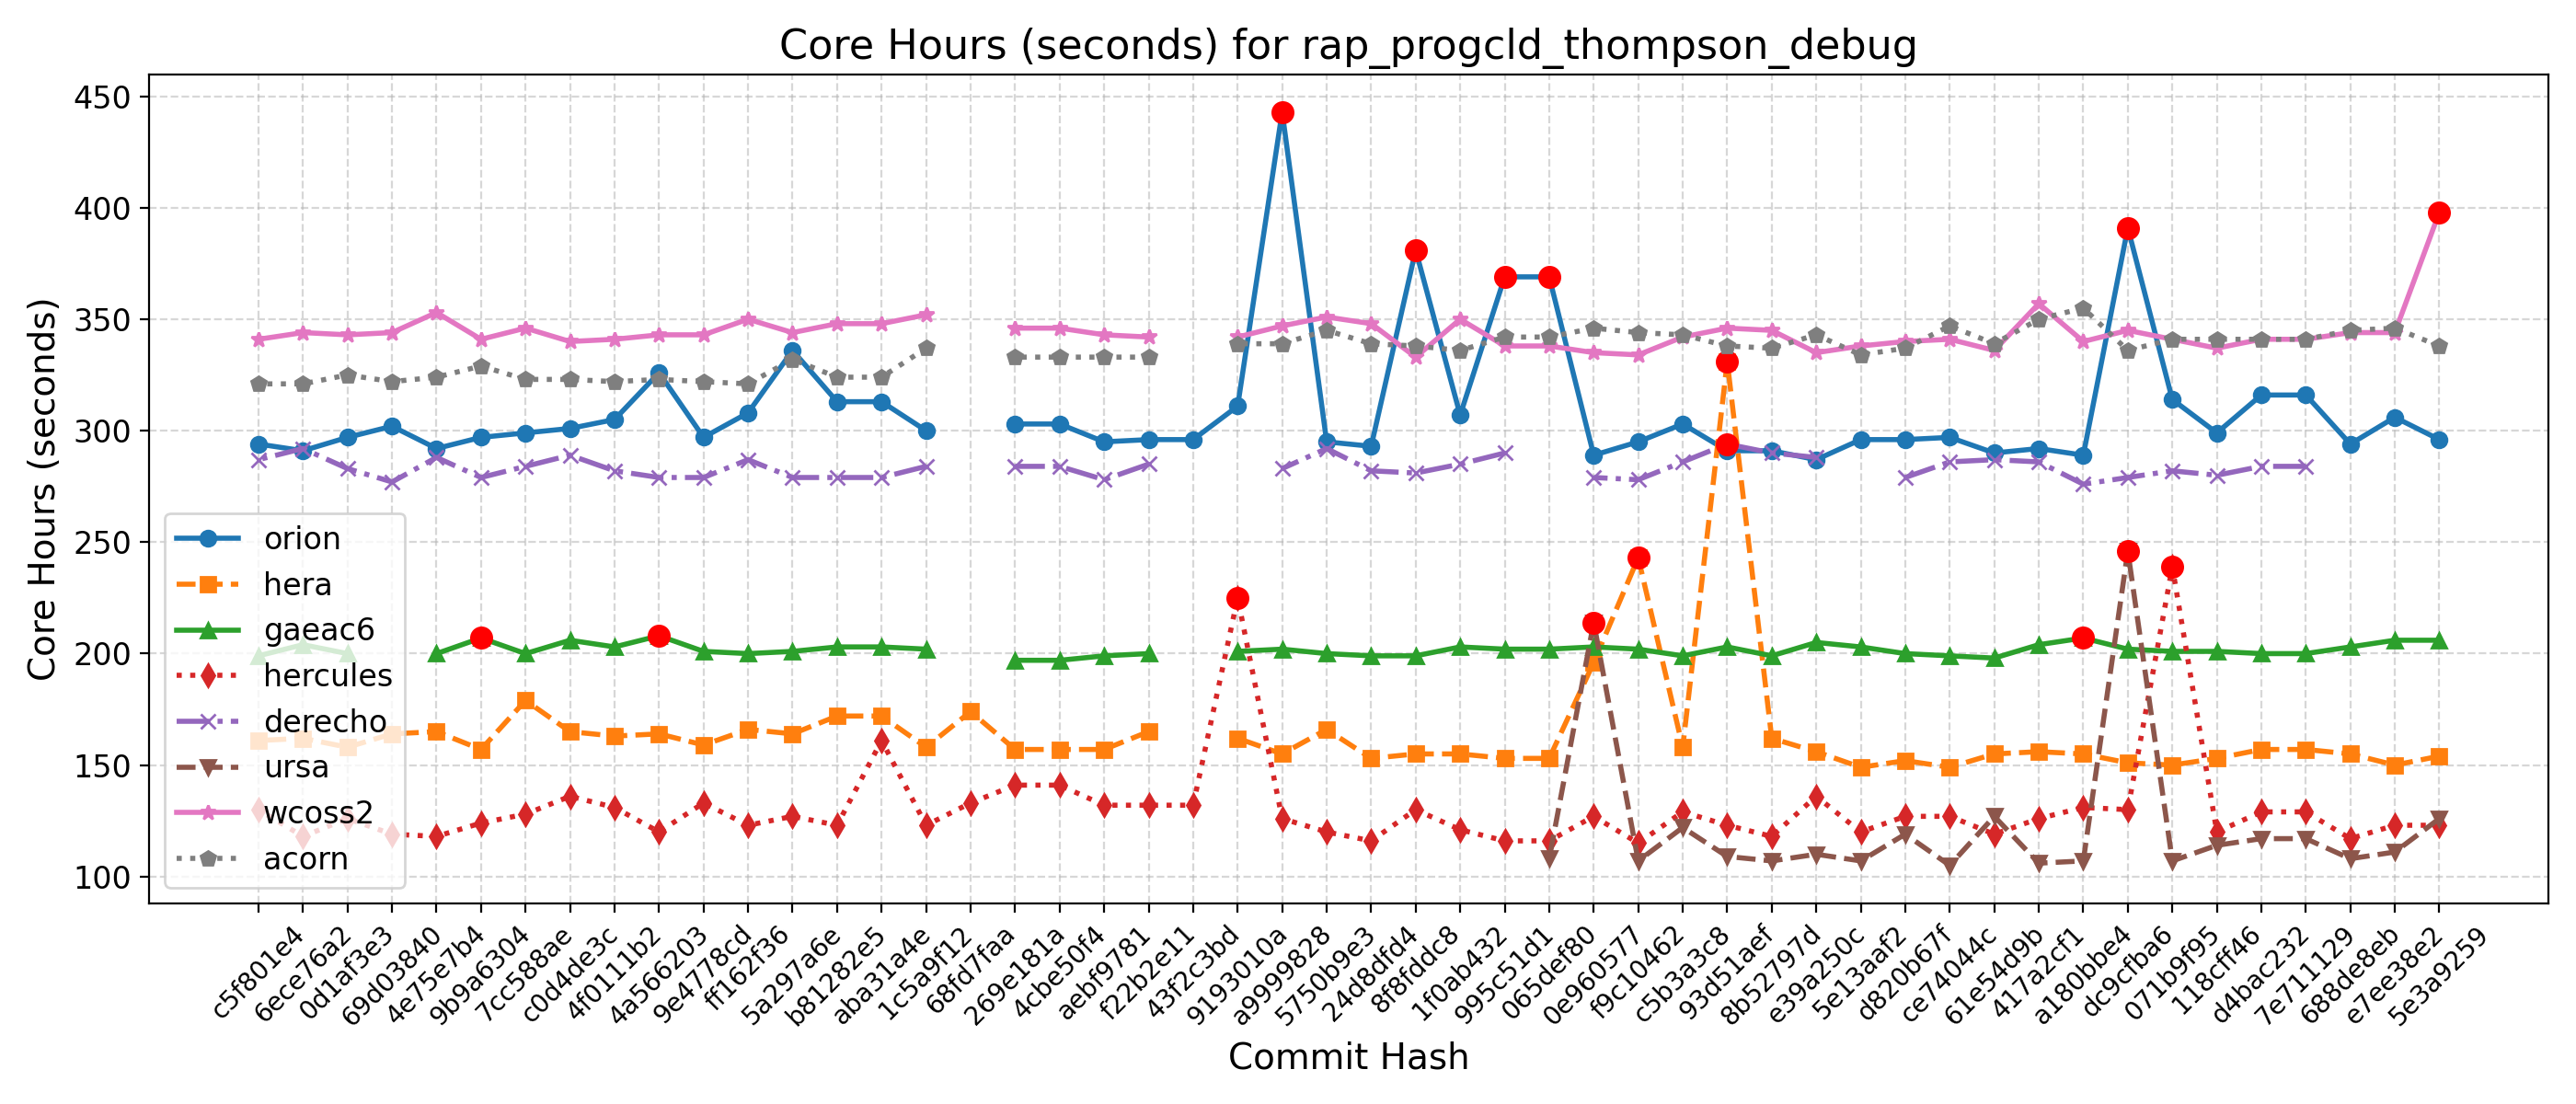 Core Hours (seconds) for rap_progcld_thompson_debug
Core Hours (seconds)
450
400
350
300
250
200
150
100
orion
hera
gaeac6
hercules
derecho
ursa
wcoss2
acorn
c5f801e4
6ece76a2
0d1af3e3
69d03840
4e75e7b4
9b9a6304
7cc588ae
c0d4de3c
4f0111b2
4a566203
9e4778cd
ff162f36
5a297a6e
b81282e5
aba31a4e
1c5a9f12
68fd7faa
269e181a
4cbe50f4
aebf9781
f22b2e11
43f2c3bd
9193010a
a9999828
5750b9e3
24d8dfd4
8f8fddc8
1f0ab432
995c51d1
065def80
0e960577
f9c10462
c5b3a3c8
93d51aef
8b52797d
e39a250c
5e13aaf2
d820b67f
ce74044c
61e54d9b
417a2cf1
a180bbe4
dc9cfba6
071b9f95
118cff46
d4bac232
7e711129
688de8eb
e7ee38e2
5e3a9259
Commit Hash